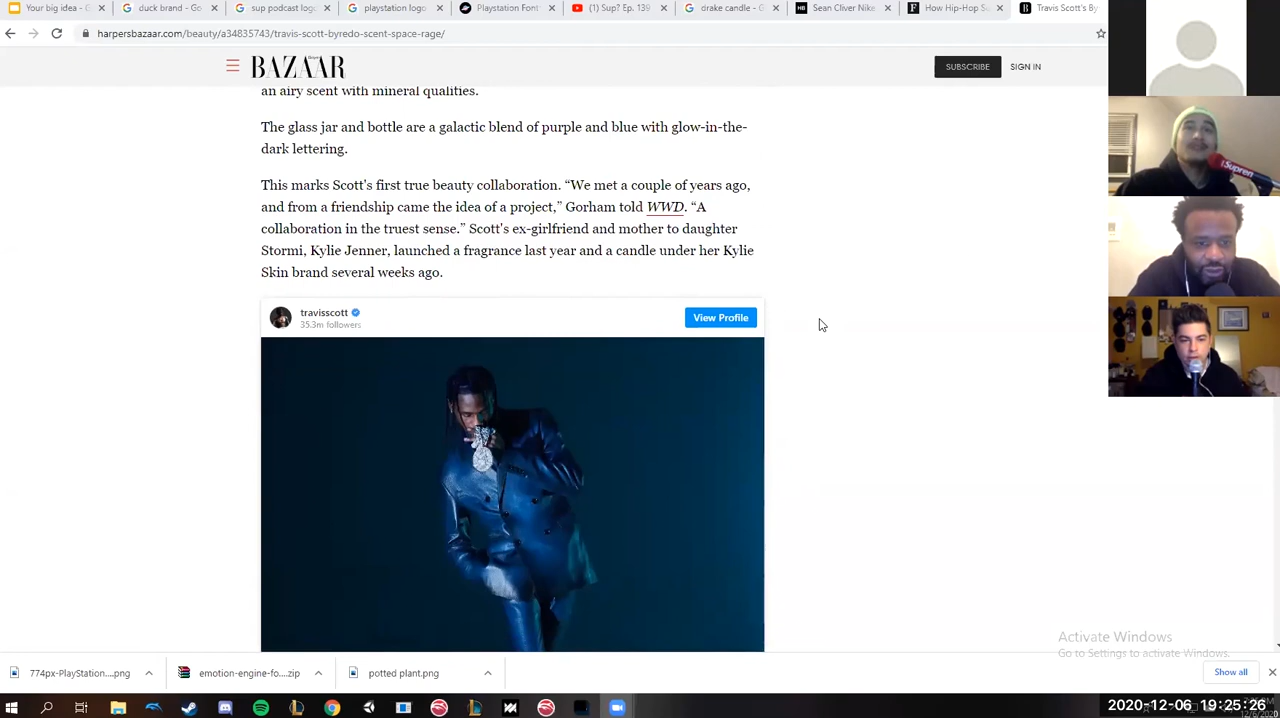 Your big idea - G
duck brand - Go
sup podcast logo
playstation logo
Playstation Font
(1) Sup? Ep. 139
drake candle - G
Sean Cliver Nike
How Hip-Hop S
Travis Scott's By
harpersbazaar.com/beauty/a34835743/travis-scott-byredo-scent-space-rage/
BAZAAR
SUBSCRIBE
SIGN IN
an airy scent with mineral qualities.
The glass jar and bottle are a galactic blend of purple and blue with glow-in-the-
dark lettering.
This marks Scott's first true beauty collaboration. “We met a couple of years ago,
and from a friendship came the idea of a project,” Gorham told WWD. “A
collaboration in the truest sense.” Scott's ex-girlfriend and mother to daughter
Stormi, Kylie Jenner, launched a fragrance last year and a candle under her Kylie
Skin brand several weeks ago.
travisscott
35.3m followers
View Profile
Supren
Activate Windows
Go to Settings to activate Windows.
774px-PlayStation....png
emotion-engine-fo....zip
potted plant.png
Show all
2020-12-06 19:25:26